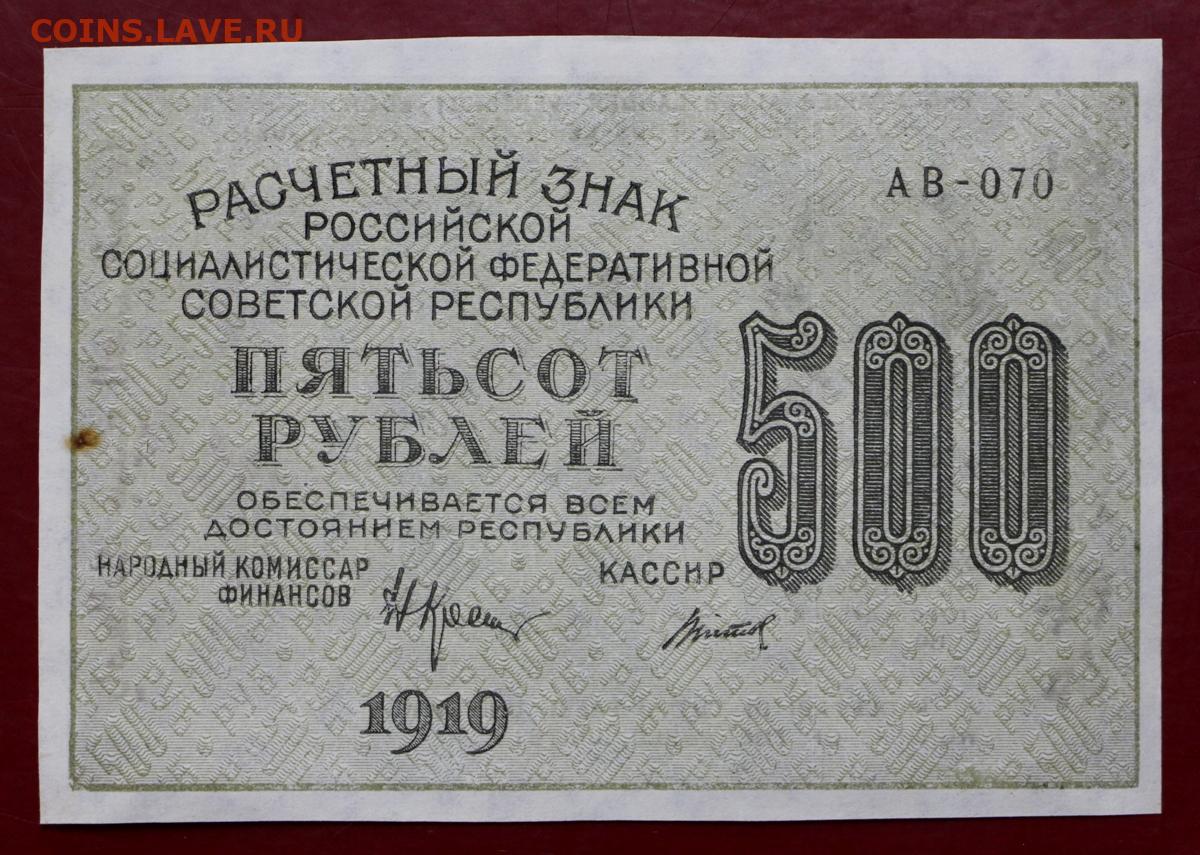 COINS.LAVE.RU
РАСЧЕТНЫЙ ЗНАК
РОССИЙСКОЙ
СОЦИАЛИСТИЧЕСКОЙ ФЕДЕРАТИВНОЙ
СОВЕТСКОЙ РЕСПУБЛИКИ
АВ-070
ПЯТЬСОТ
РУБЛЕЙ
500
ОБЕСПЕЧИВАЕТСЯ ВСЕМ
ДОСТОЯНИЕМ РЕСПУБЛИКИ
НАРОДНЫЙ КОМИССАР
ФИНАНСОВ
КАССИР
1919